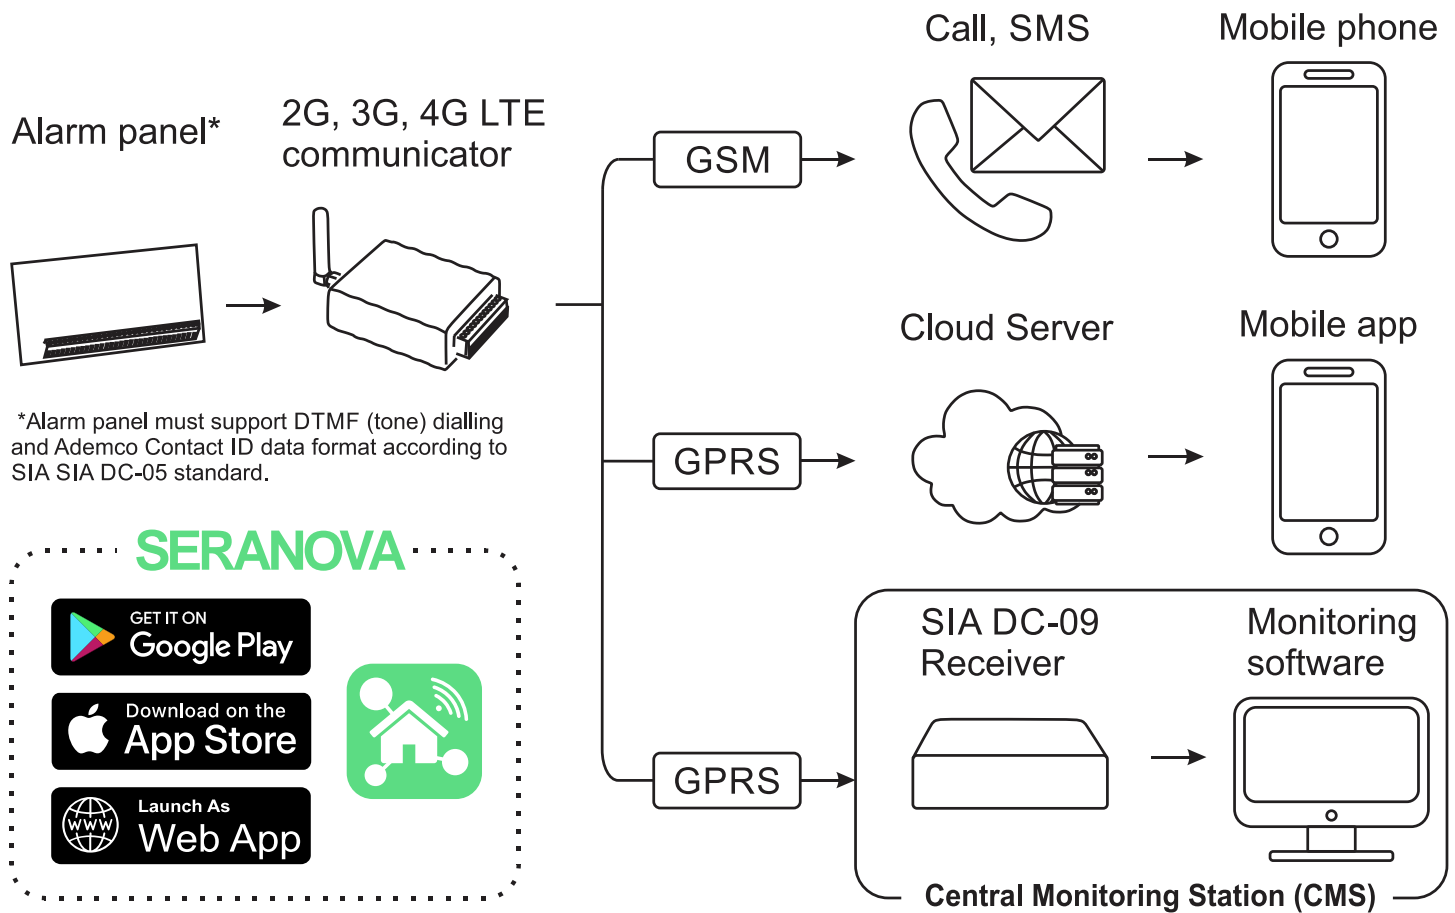 Alarm panel*
2G, 3G, 4G LTE
communicator
GSM
Call, SMS
Mobile phone
GPRS
Cloud Server
Mobile app
*Alarm panel must support DTMF (tone) dialling
and Ademco Contact ID data format according to
SIA SIA DC-05 standard.
SERANOVA
GET IT ON
Google Play
Download on the
App Store
WWW
Launch As
Web App
GPRS
SIA DC-09
Receiver
Monitoring
software
Central Monitoring Station (CMS)